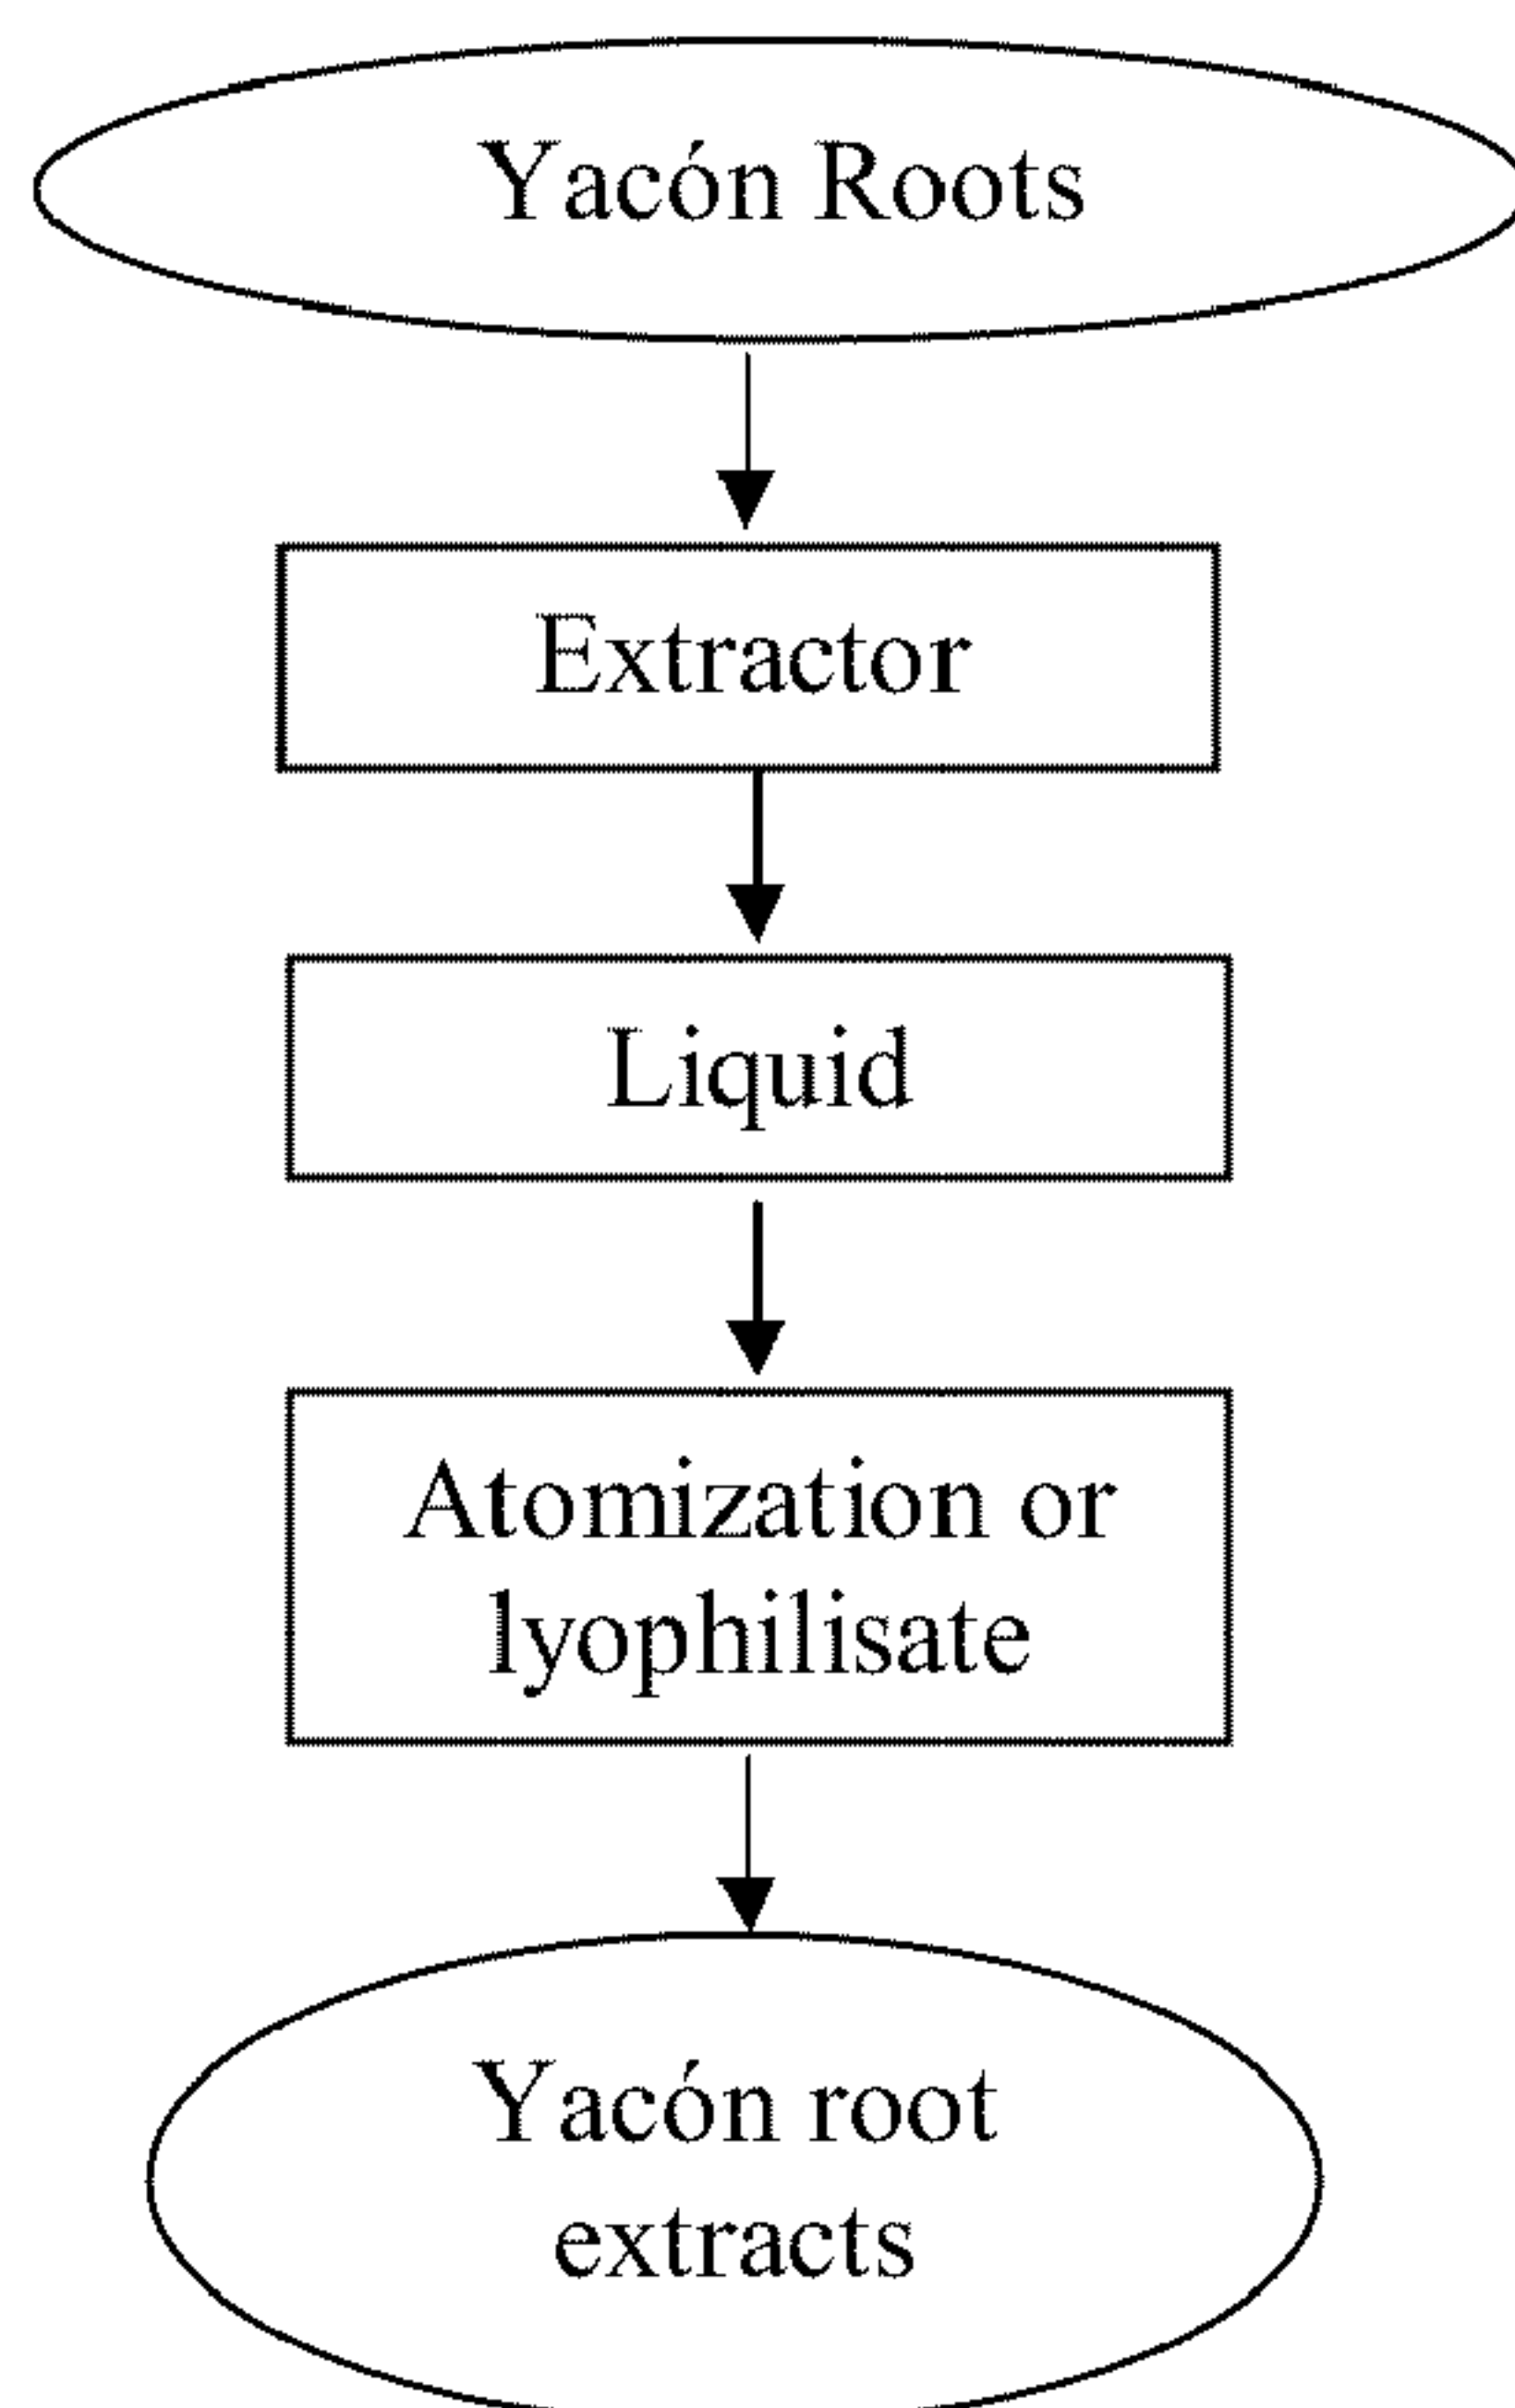 Yacón Roots
Extractor
Liquid
Atomization or
lyophilisate
Yacón root
extracts